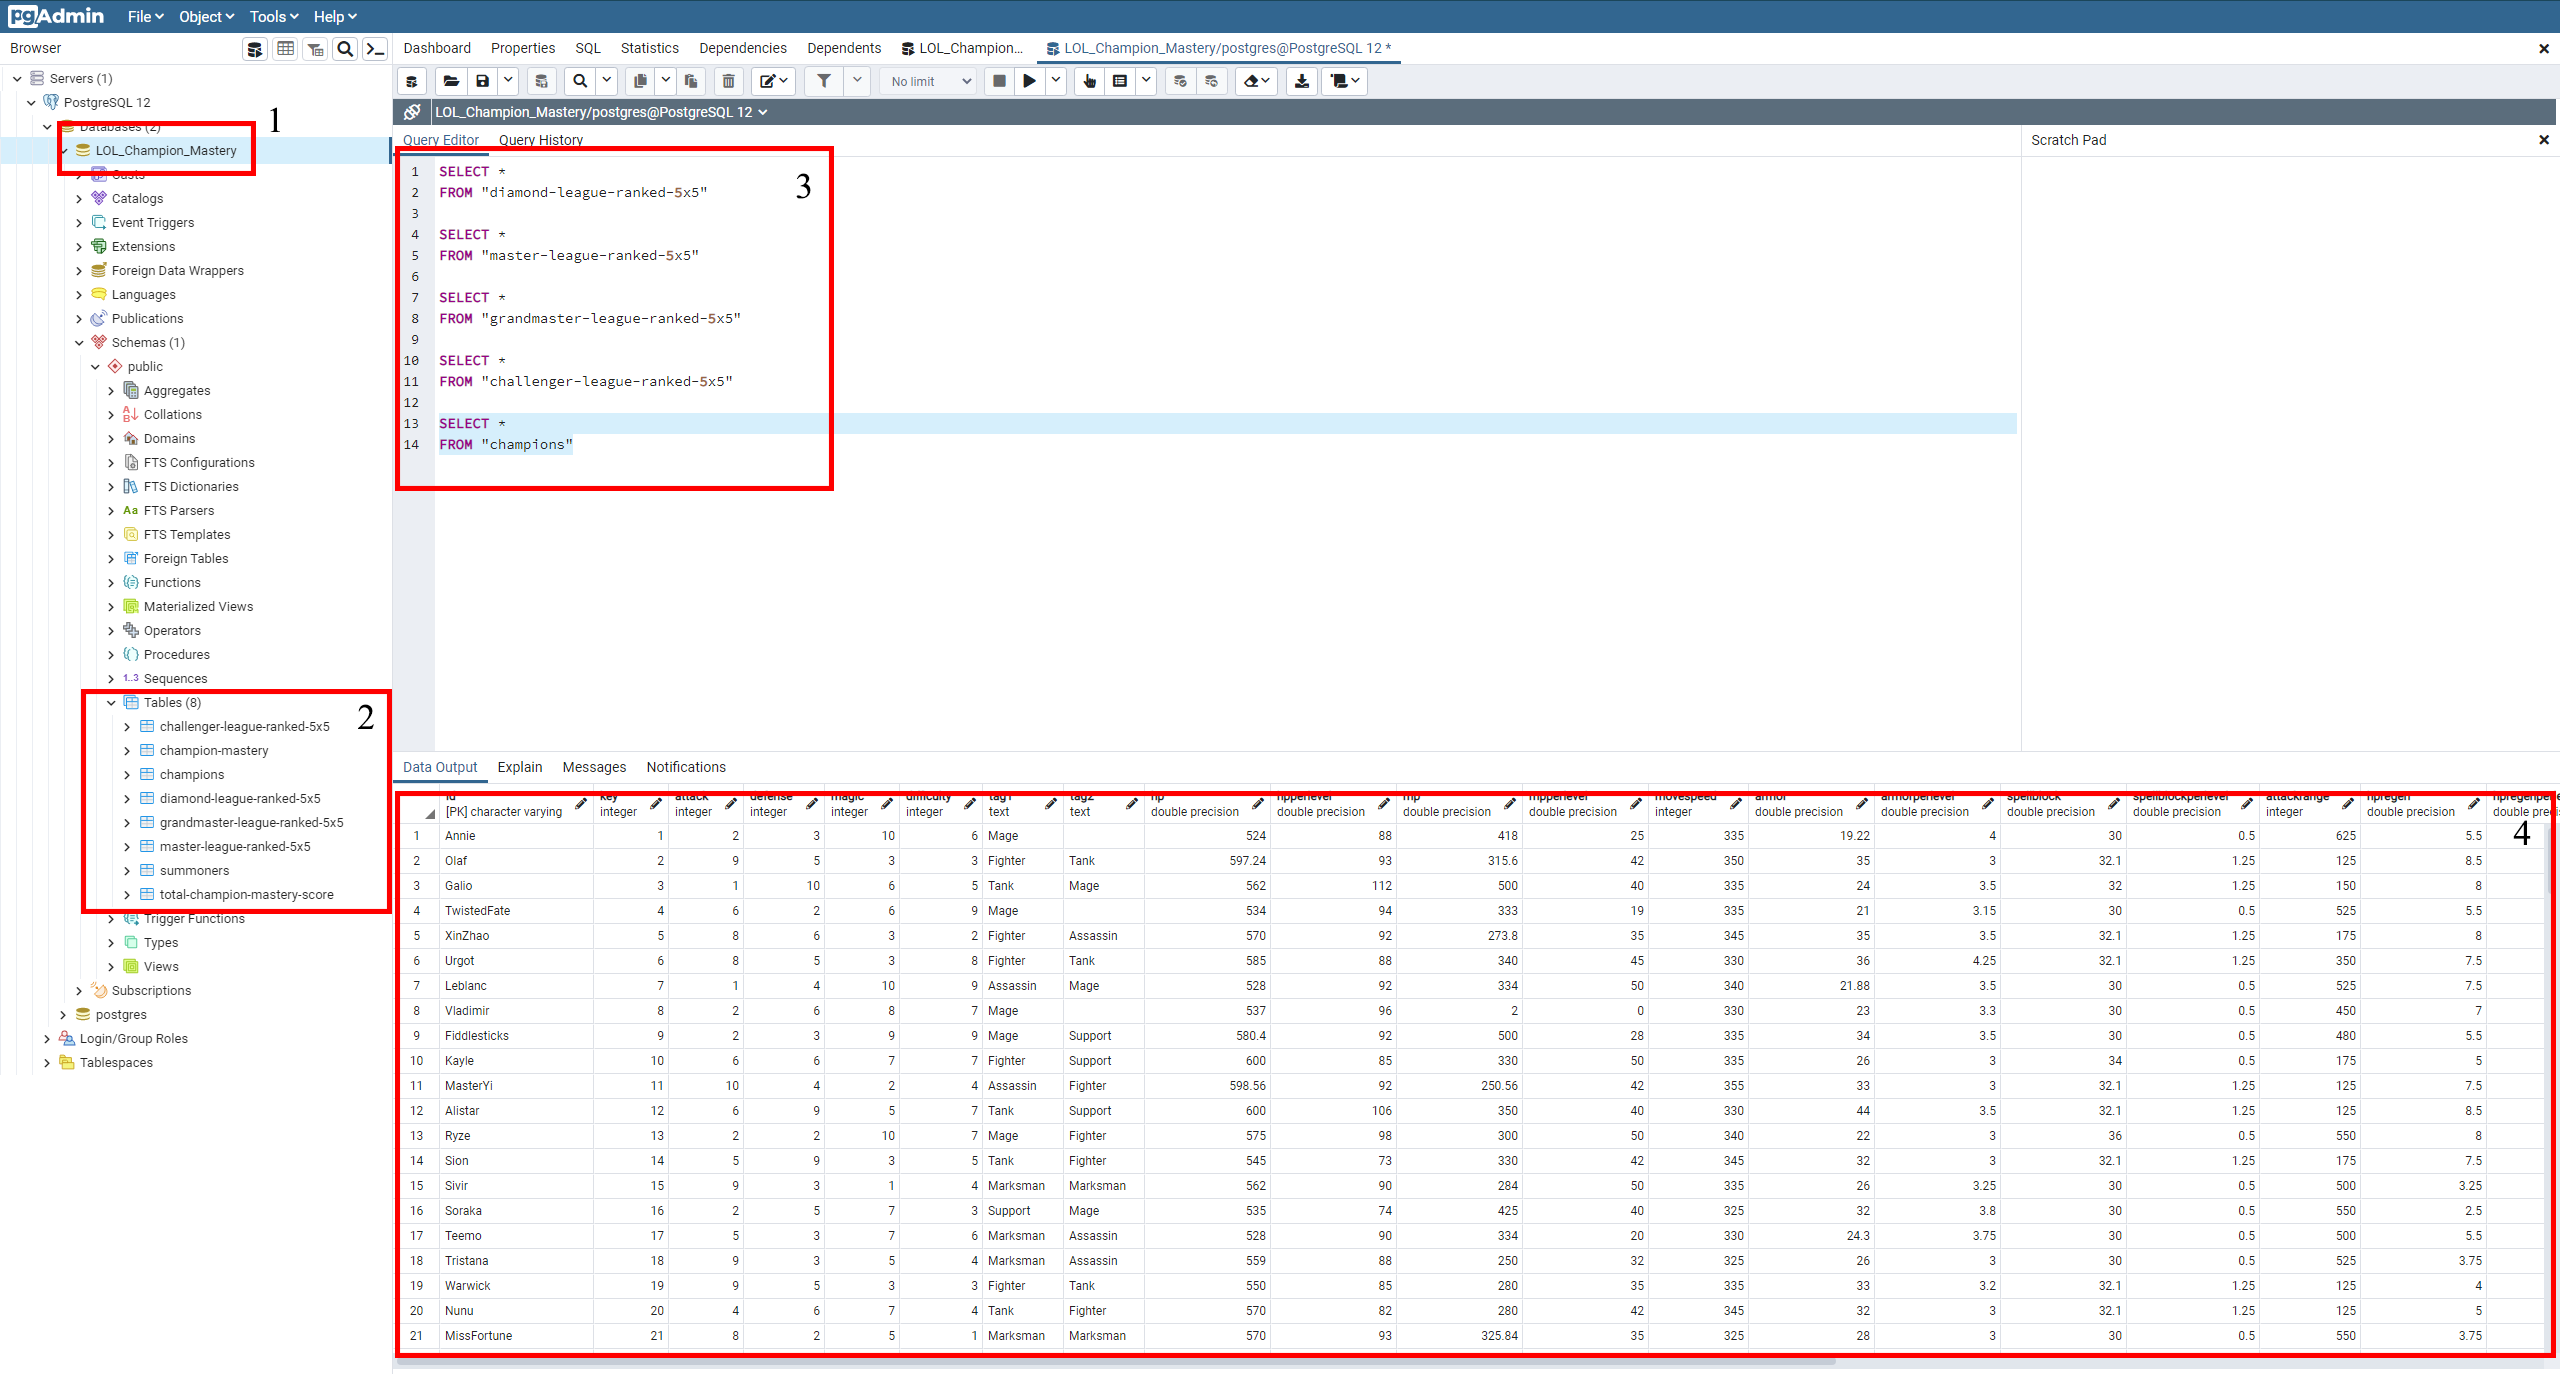 pgAdmin File Object Tools Help
Browser
Dashboard Properties SQL Statistics Dependencies Dependents LOL_Champion... LOL_Champion_Mastery/postgres@PostgreSQL 12 *
No limit
LOL_Champion_Mastery/postgres@PostgreSQL 12
Query Editor Query History
Scratch Pad
Servers (1)
PostgreSQL 12
Databases (2)
1
LOL_Champion_Mastery
Casts
Catalogs
Event Triggers
Extensions
Foreign Data Wrappers
Languages
Publications
Schemas (1)
public
Aggregates
Collations
Domains
FTS Configurations
FTS Dictionaries
Aa FTS Parsers
FTS Templates
Foreign Tables
Functions
Materialized Views
Operators
Procedures
1..3 Sequences
Tables (8)
2
challenger-league-ranked-5x5
champion-mastery
champions
diamond-league-ranked-5x5
grandmaster-league-ranked-5x5
master-league-ranked-5x5
summoners
total-champion-mastery-score
Trigger Functions
Types
Views
Subscriptions
postgres
Login/Group Roles
Tablespaces
3
1 SELECT *
2 FROM "diamond-league-ranked-5x5"
3
4 SELECT *
5 FROM "master-league-ranked-5x5"
6
7 SELECT *
8 FROM "grandmaster-league-ranked-5x5"
9
10 SELECT *
11 FROM "challenger-league-ranked-5x5"
12
13 SELECT *
14 FROM "champions"
Data Output Explain Messages Notifications
id key attack defense magic difficulty tag1 tag2 hp hpperlevel mp mpperlevel movespeed armor armorperlevel spellblock spellblockperlevel attackrange hpregen hpregenperle
[PK] character varying integer integer integer integer integer text text double precision double precision double precision double precision integer double precision double precision double precision double precision integer double precision double preci
4
1 Annie 1 2 3 10 6 Mage 524 88 418 25 335 19.22 4 30 0.5 625 5.5
2 Olaf 2 9 5 3 3 Fighter Tank 597.24 93 315.6 42 350 35 3 32.1 1.25 125 8.5
3 Galio 3 1 10 6 5 Tank Mage 562 112 500 40 335 24 3.5 32 1.25 150 8
4 TwistedFate 4 6 2 6 9 Mage 534 94 333 19 335 21 3.15 30 0.5 525 5.5
5 XinZhao 5 8 6 3 2 Fighter Assassin 570 92 273.8 35 345 35 3.5 32.1 1.25 175 8
6 Urgot 6 8 5 3 8 Fighter Tank 585 88 340 45 330 36 4.25 32.1 1.25 350 7.5
7 Leblanc 7 1 4 10 9 Assassin Mage 528 92 334 50 340 21.88 3.5 30 0.5 525 7.5
8 Vladimir 8 2 6 8 7 Mage 537 96 2 0 330 23 3.3 30 0.5 450 7
9 Fiddlesticks 9 2 3 9 9 Mage Support 580.4 92 500 28 335 34 3.5 30 0.5 480 5.5
10 Kayle 10 6 6 7 7 Fighter Support 600 85 330 50 335 26 3 34 0.5 175 5
11 MasterYi 11 10 4 2 4 Assassin Fighter 598.56 92 250.56 42 355 33 3 32.1 1.25 125 7.5
12 Alistar 12 6 9 5 7 Tank Support 600 106 350 40 330 44 3.5 32.1 1.25 125 8.5
13 Ryze 13 2 2 10 7 Mage Fighter 575 98 300 50 340 22 3 36 0.5 550 8
14 Sion 14 5 9 3 5 Tank Fighter 545 73 330 42 345 32 3 32.1 1.25 175 7.5
15 Sivir 15 9 3 1 4 Marksman Marksman 562 90 284 50 335 26 3.25 30 0.5 500 3.25
16 Soraka 16 2 5 7 3 Support Mage 535 74 425 40 325 32 3.8 30 0.5 550 2.5
17 Teemo 17 5 3 7 6 Marksman Assassin 528 90 334 20 330 24.3 3.75 30 0.5 500 5.5
18 Tristana 18 9 3 5 4 Marksman Assassin 559 88 250 32 325 26 3 30 0.5 525 3.75
19 Warwick 19 9 5 3 3 Fighter Tank 550 85 280 35 335 33 3.2 32.1 1.25 125 4
20 Nunu 20 4 6 7 4 Tank Fighter 570 82 280 42 345 32 3 32.1 1.25 125 5
21 MissFortune 21 8 2 5 1 Marksman Marksman 570 93 325.84 35 325 28 3 30 0.5 550 3.75